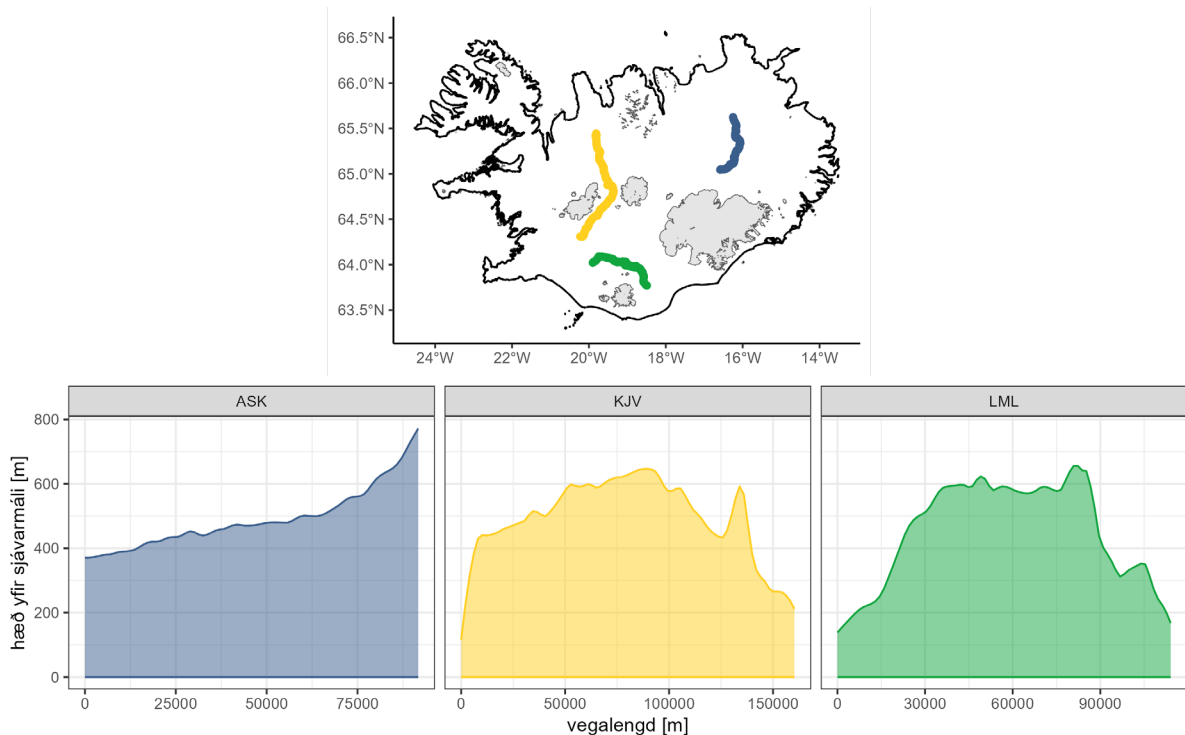 66.5°N
66.0°N
65.5°N
65.0°N
64.5°N
64.0°N
63.5°N
24°W 22°W 20°W 18°W 16°W 14°W
ASK KJV LML
800
600
400
200
0
hæð yfir sjávarmáli [m]
0 25000 50000 75000 0 50000 100000 150000 0 30000 60000 90000
vegalengd [m]